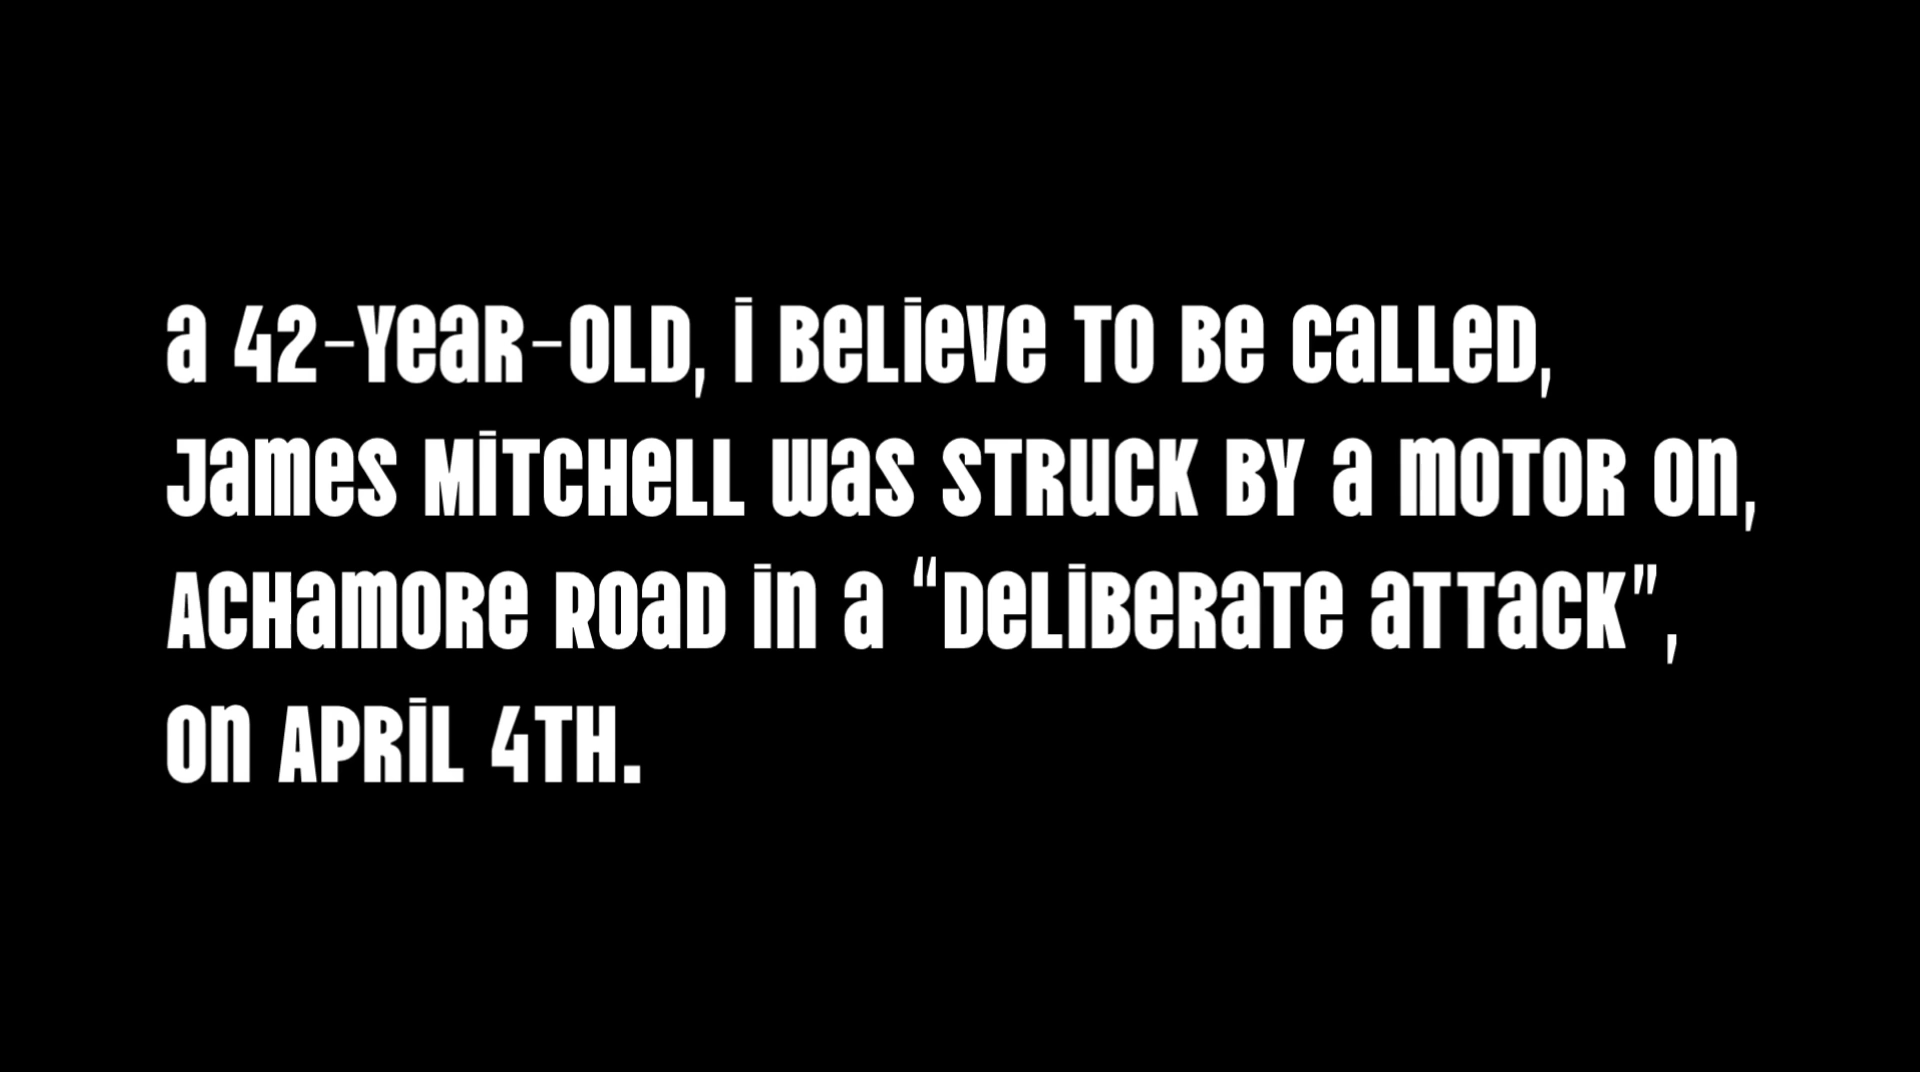 a 42-year-old, i believe to be called,
James Mitchell was struck by a motor on,
Achamore Road in a “deliberate attack”,
on April 4th.